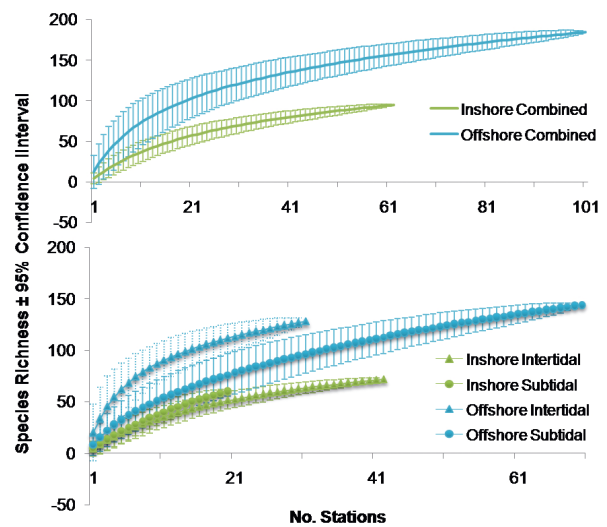 200
150
100
50
0
-50
1
21
41
61
81
101
Inshore Combined
Offshore Combined
Species Richness ± 95% Confidence IInterval
200
150
100
50
0
-50
1
21
41
61
Inshore Intertidal
Inshore Subtidal
Offshore Intertidal
Offshore Subtidal
No. Stations